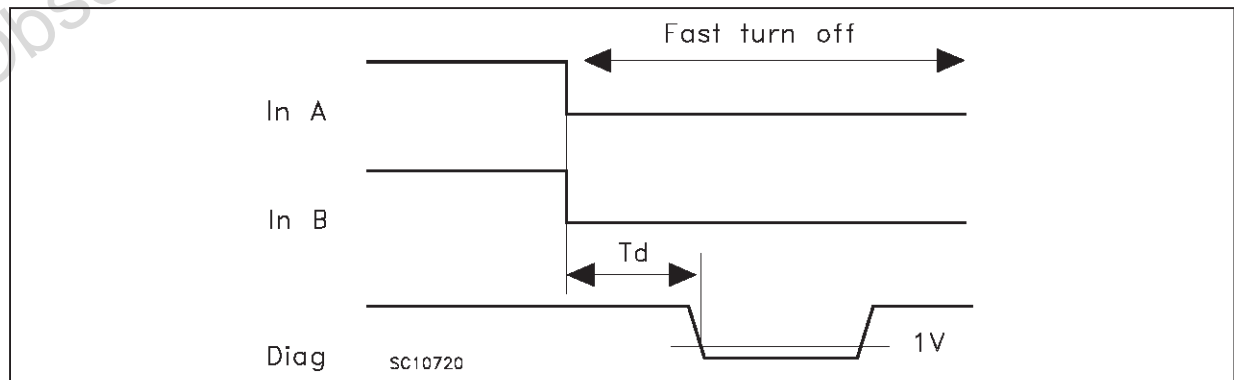 Fast turn off
In A
In B
Td
Diag
SC10720
1V